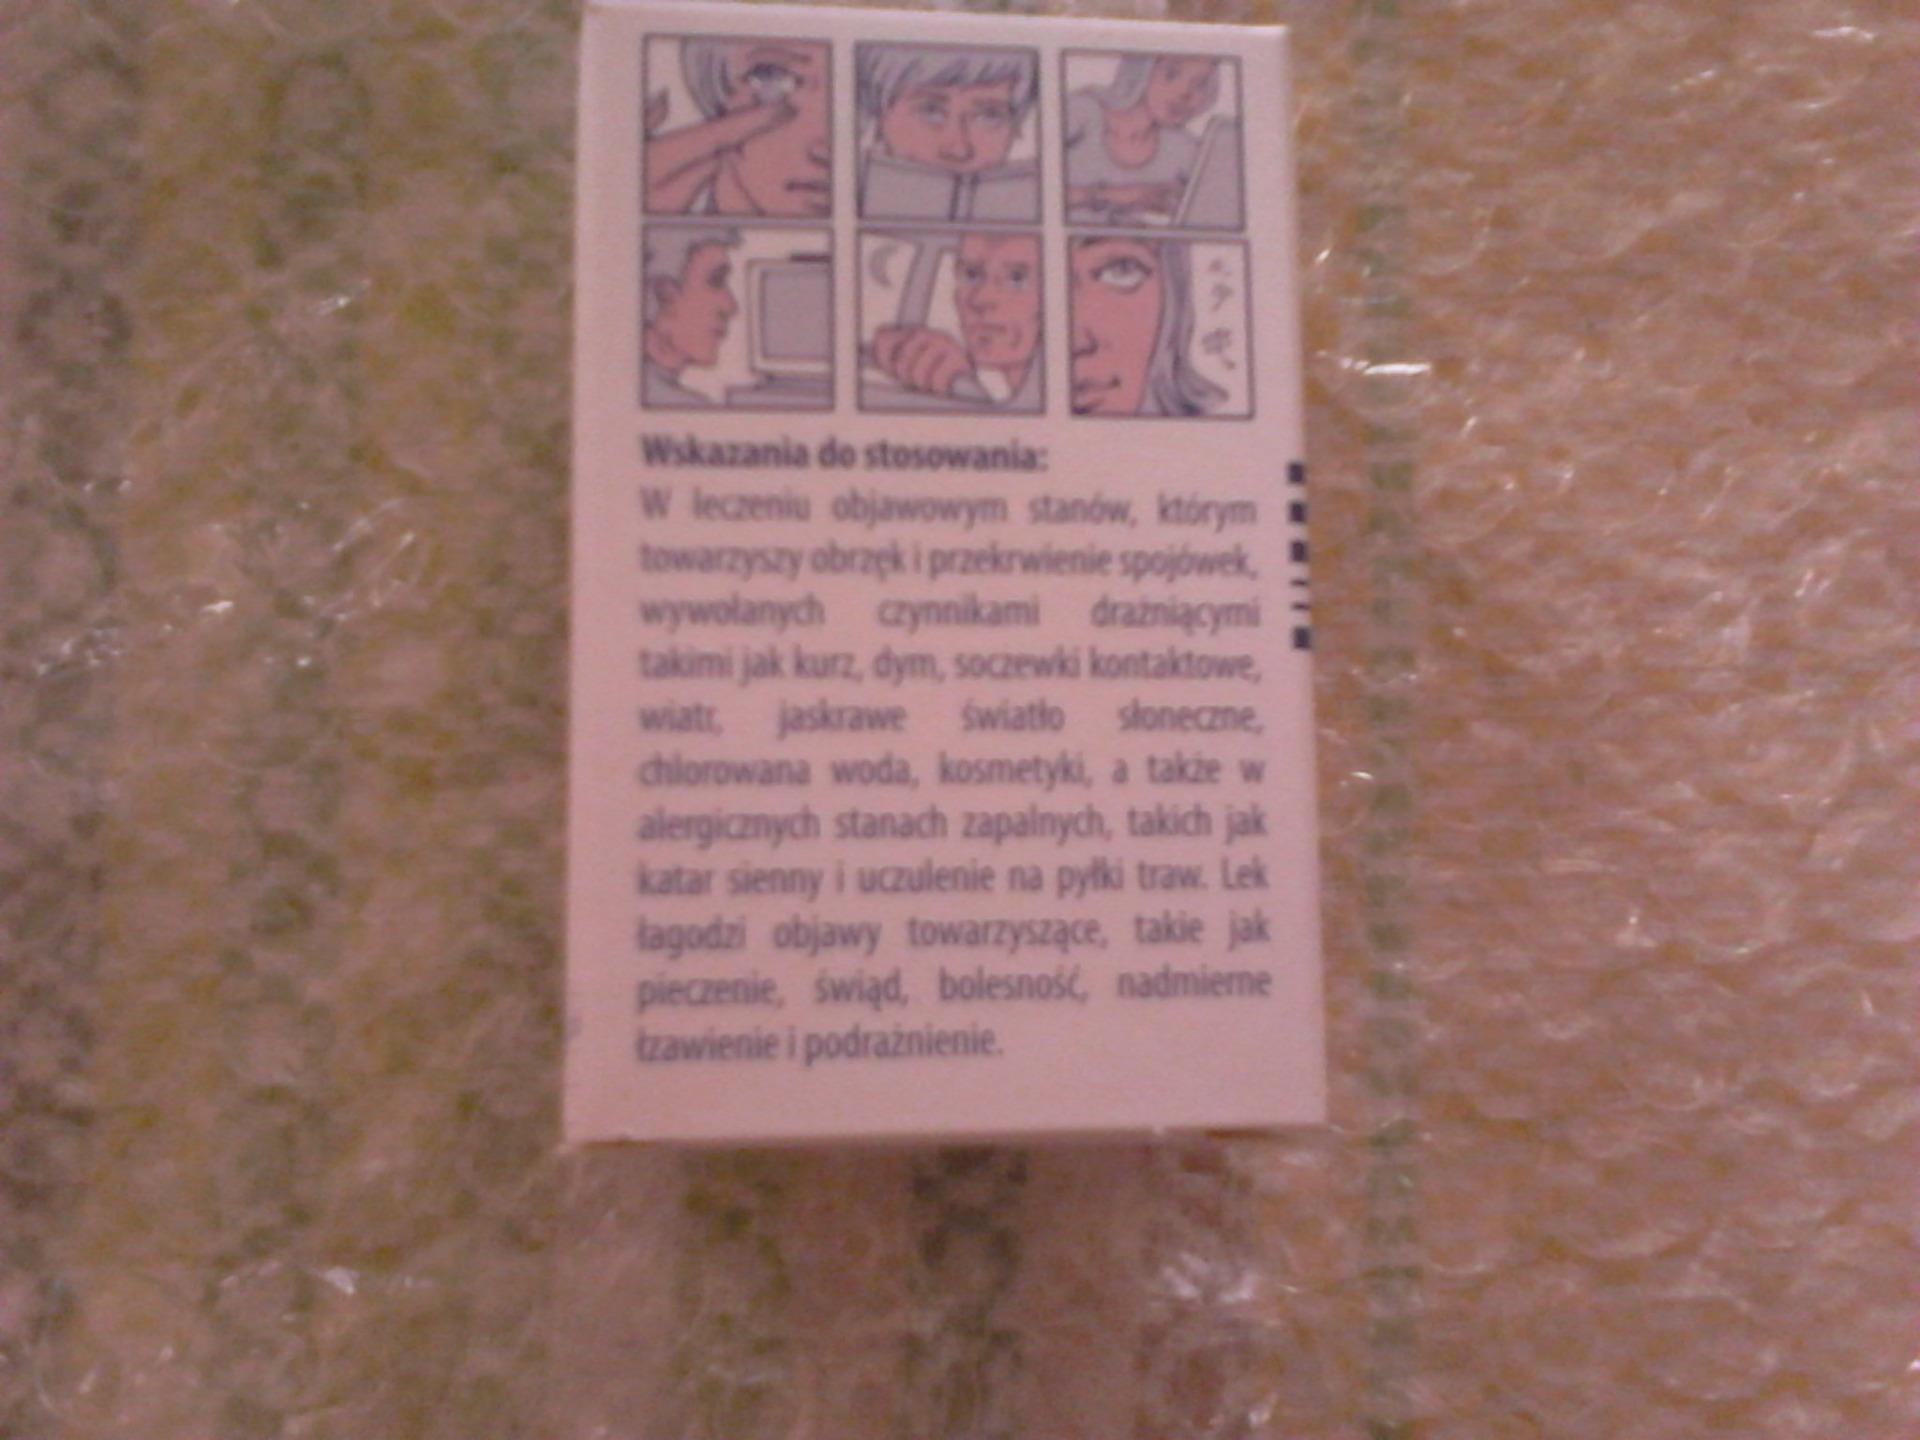 Wskazania do stosowania:
W leczeniu objawowym stanów, którym
towarzyszy obrzęk i przekrwienie spojówek,
wywołanych czynnikami drażniącymi
takimi jak kurz, dym, soczewki kontaktowe,
wiatr, jaskrawe światło słoneczne,
chlorowana woda, kosmetyki, a także w
alergicznych stanach zapalnych, takich jak
katar sienny i uczulenie na pyłki traw. Lek
łagodzi objawy towarzyszące, takie jak
pieczenie, świąd, bolesność, nadmierne
łzawienie i podrażnienie.